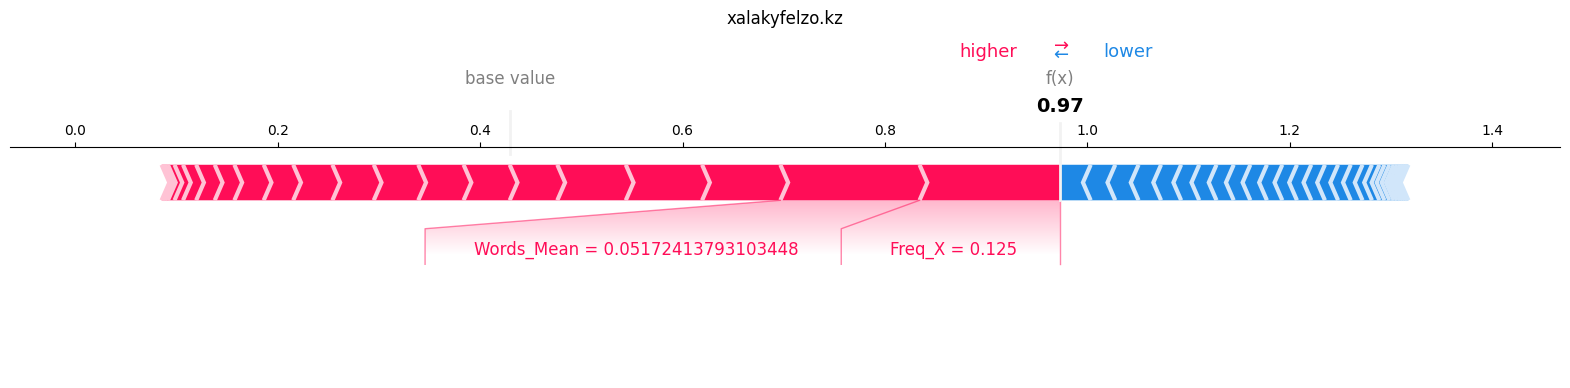 xalakyfelzo.kz
higher ⇄ lower
base value f(x)
0.97
0.0 0.2 0.4 0.6 0.8 1.0 1.2 1.4
Words_Mean = 0.05172413793103448 Freq_X = 0.125